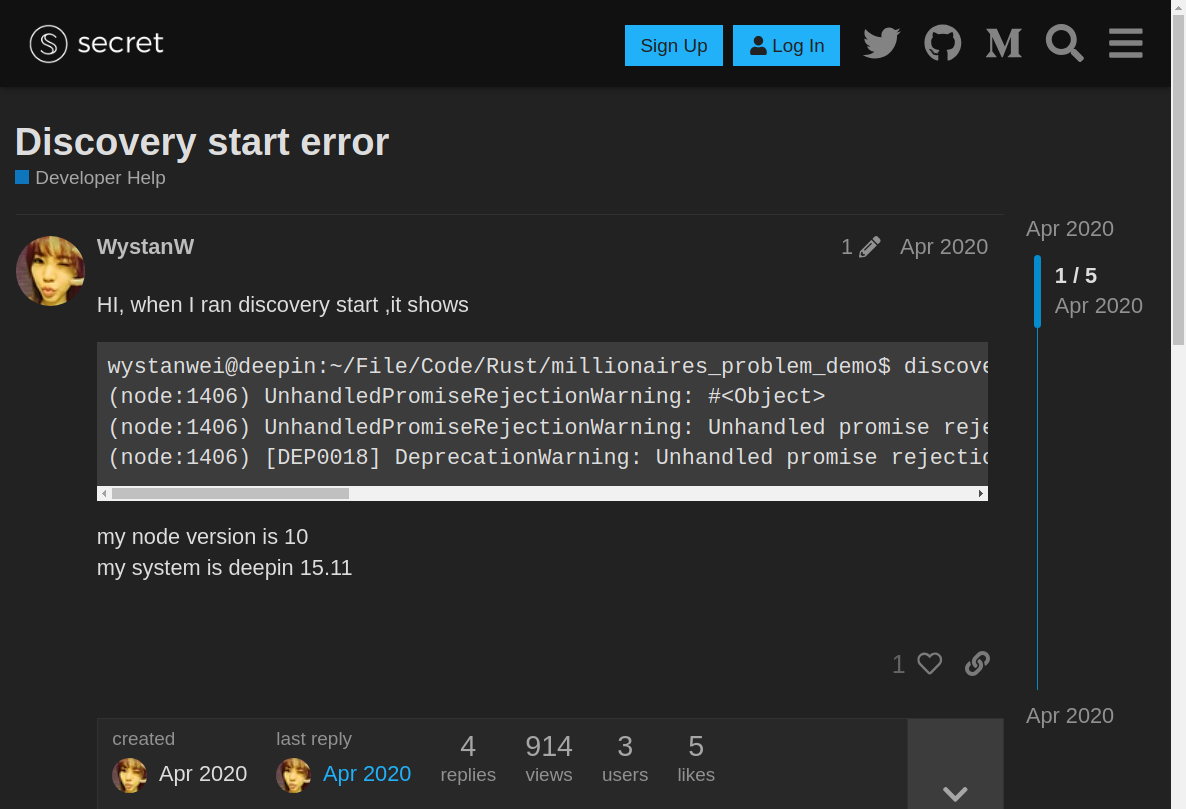 secret
Sign Up
Log In
Discovery start error
Developer Help
WystanW
1
Apr 2020
HI, when I ran discovery start ,it shows
wystanwei@deepin:~/File/Code/Rust/millionaires_problem_demo$ discove
(node:1406) UnhandledPromiseRejectionWarning: #<Object>
(node:1406) UnhandledPromiseRejectionWarning: Unhandled promise reje
(node:1406) [DEP0018] DeprecationWarning: Unhandled promise rejectio
my node version is 10
my system is deepin 15.11
1
Apr 2020
1 / 5
Apr 2020
Apr 2020
created
Apr 2020
last reply
Apr 2020
4
replies
914
views
3
users
5
likes